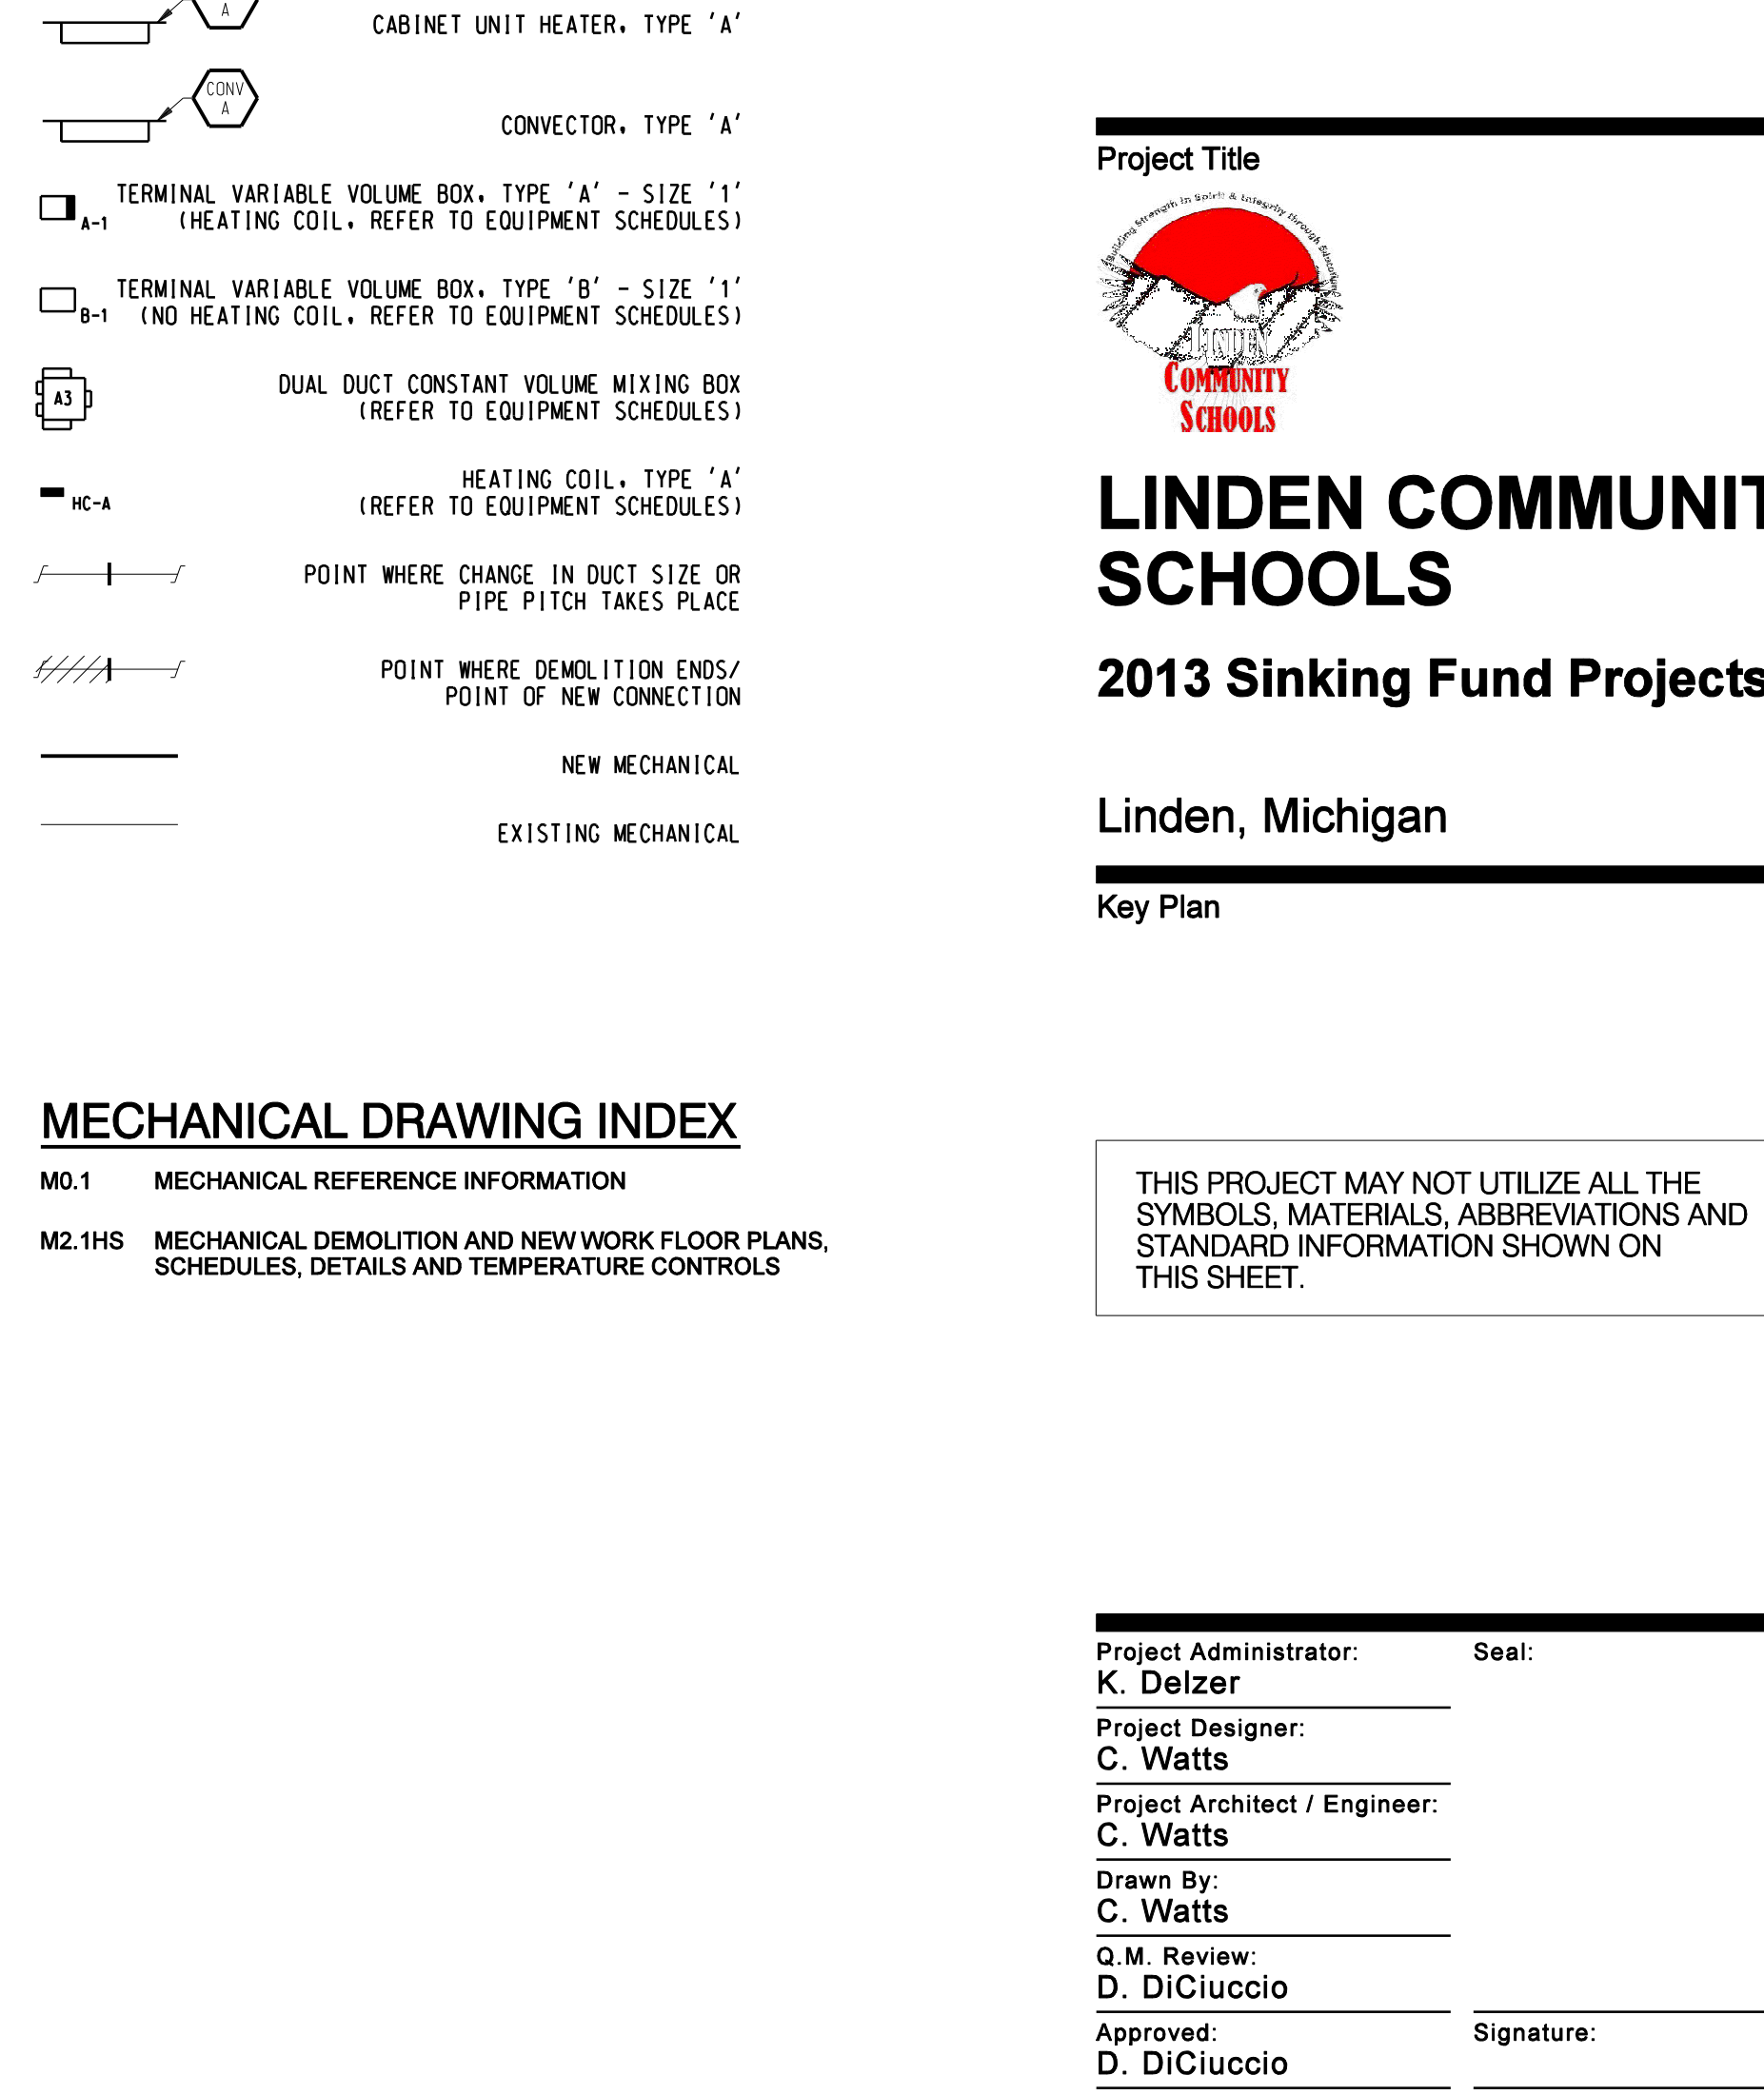 A
CABINET UNIT HEATER, TYPE 'A'
CONV
A
CONVECTOR, TYPE 'A'
TERMINAL VARIABLE VOLUME BOX, TYPE 'A' - SIZE '1'
A-1
(HEATING COIL, REFER TO EQUIPMENT SCHEDULES)
TERMINAL VARIABLE VOLUME BOX, TYPE 'B' - SIZE '1'
B-1
(NO HEATING COIL, REFER TO EQUIPMENT SCHEDULES)
A3
DUAL DUCT CONSTANT VOLUME MIXING BOX
(REFER TO EQUIPMENT SCHEDULES)
HEATING COIL, TYPE 'A'
HC-A
(REFER TO EQUIPMENT SCHEDULES)
POINT WHERE CHANGE IN DUCT SIZE OR
PIPE PITCH TAKES PLACE
POINT WHERE DEMOLITION ENDS/
POINT OF NEW CONNECTION
NEW MECHANICAL
EXISTING MECHANICAL
MECHANICAL DRAWING INDEX
M0.1 MECHANICAL REFERENCE INFORMATION
M2.1HS MECHANICAL DEMOLITION AND NEW WORK FLOOR PLANS,
SCHEDULES, DETAILS AND TEMPERATURE CONTROLS
Project Title
Building Strength in Spirit & Integrity through
LINDEN
COMMUNITY
SCHOOLS
LINDEN COMMUNIT
SCHOOLS
2013 Sinking Fund Projects
Linden, Michigan
Key Plan
THIS PROJECT MAY NOT UTILIZE ALL THE
SYMBOLS, MATERIALS, ABBREVIATIONS AND
STANDARD INFORMATION SHOWN ON
THIS SHEET.
Project Administrator:
K. Delzer
Project Designer:
C. Watts
Project Architect / Engineer:
C. Watts
Drawn By:
C. Watts
Q.M. Review:
D. DiCiuccio
Approved:
D. DiCiuccio
Seal:
Signature: